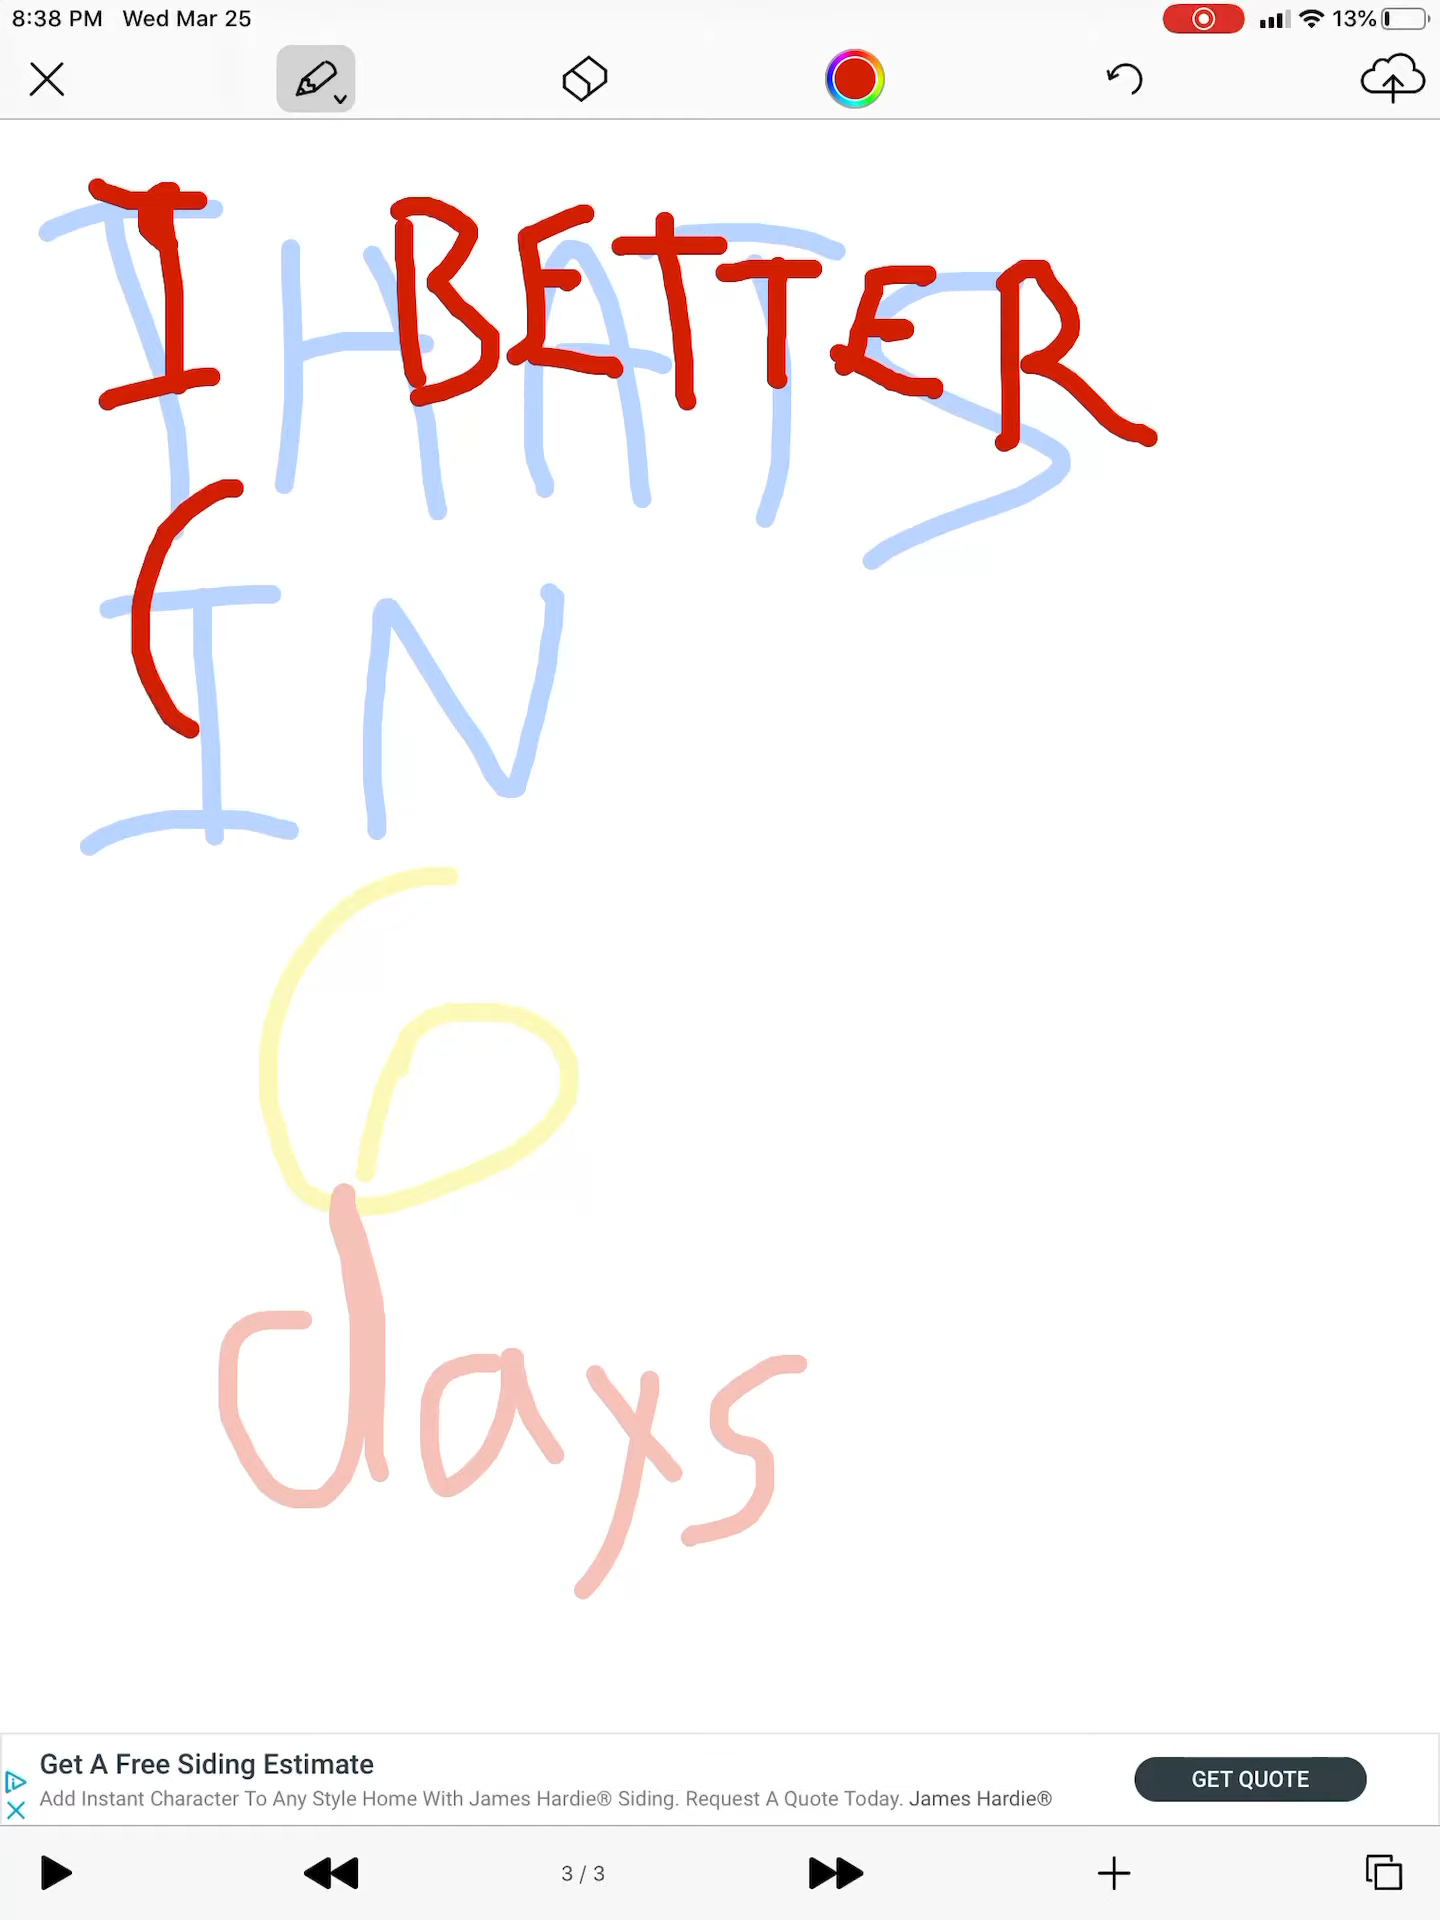 8:38 PM Wed Mar 25
13%
I BETTER
THATS
IN
6
days
Get A Free Siding Estimate
Add Instant Character To Any Style Home With James Hardie® Siding. Request A Quote Today. James Hardie®
GET QUOTE
3 / 3